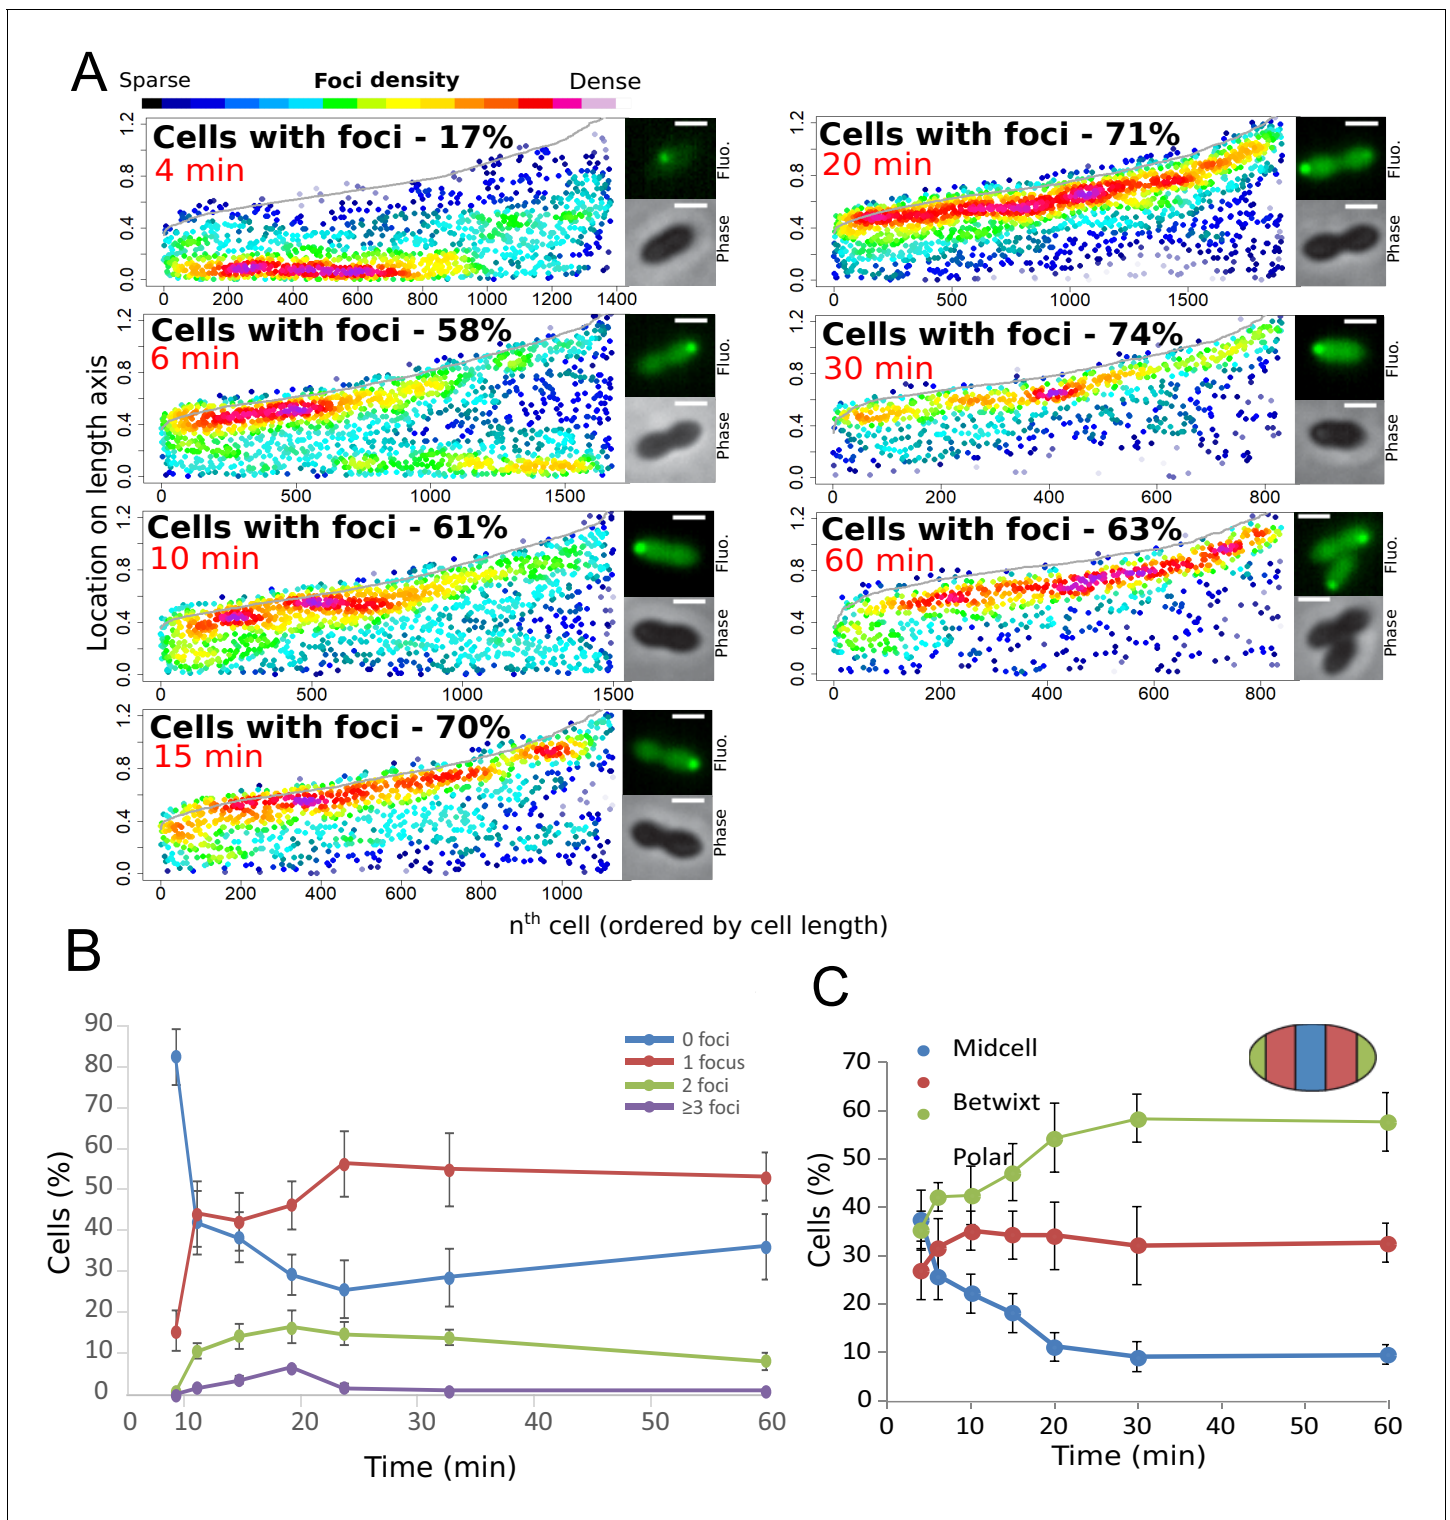 A
Sparse Foci density Dense
1.2
0.8
0.4
0.0
Cells with foci - 17%
4 min
Fluo.
Phase
0 200 400 600 800 1000 1200 1400
1.2
0.8
0.4
0.0
Cells with foci - 58%
6 min
Fluo.
Phase
0 500 1000 1500
1.2
0.8
0.4
0.0
Cells with foci - 61%
10 min
Fluo.
Phase
0 500 1000 1500
1.2
0.8
0.4
0.0
Cells with foci - 70%
15 min
Fluo.
Phase
0 200 400 600 800 1000
1.2
0.8
0.4
0.0
Cells with foci - 71%
20 min
Fluo.
Phase
0 500 1000 1500
1.2
0.8
0.4
0.0
Cells with foci - 74%
30 min
Fluo.
Phase
0 200 400 600 800
1.2
0.8
0.4
0.0
Cells with foci - 63%
60 min
Fluo.
Phase
0 200 400 600 800
Location on length axis
nth cell (ordered by cell length)
B
90
80
70
60
50
40
30
20
10
0
Cells (%)
0 foci
1 focus
2 foci
≥3 foci
0 10 20 30 40 50 60
Time (min)
C
70
60
50
40
30
20
10
0
Cells (%)
Midcell
Betwixt
Polar
0 10 20 30 40 50 60
Time (min)